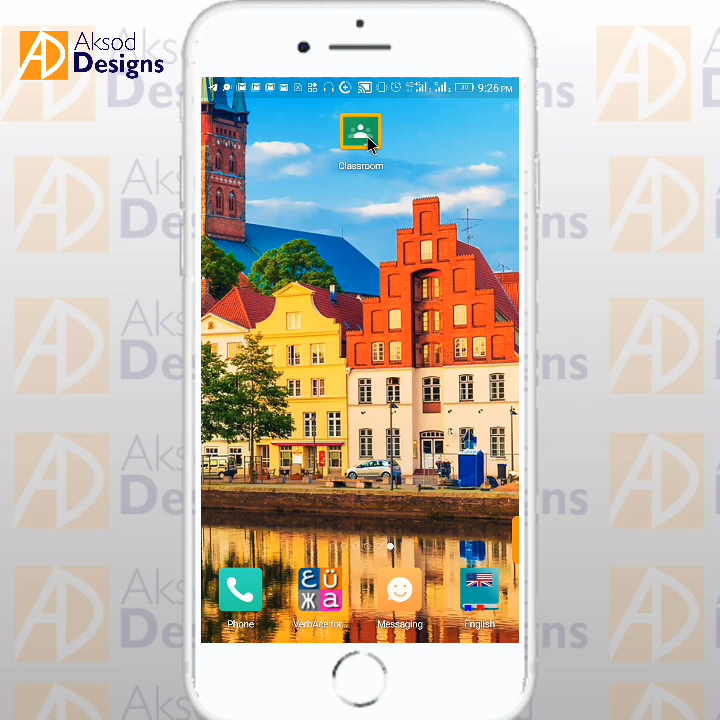 Aksod
Designs
9:26 PM
Classroom
Phone
VerbAce for...
Messaging
English